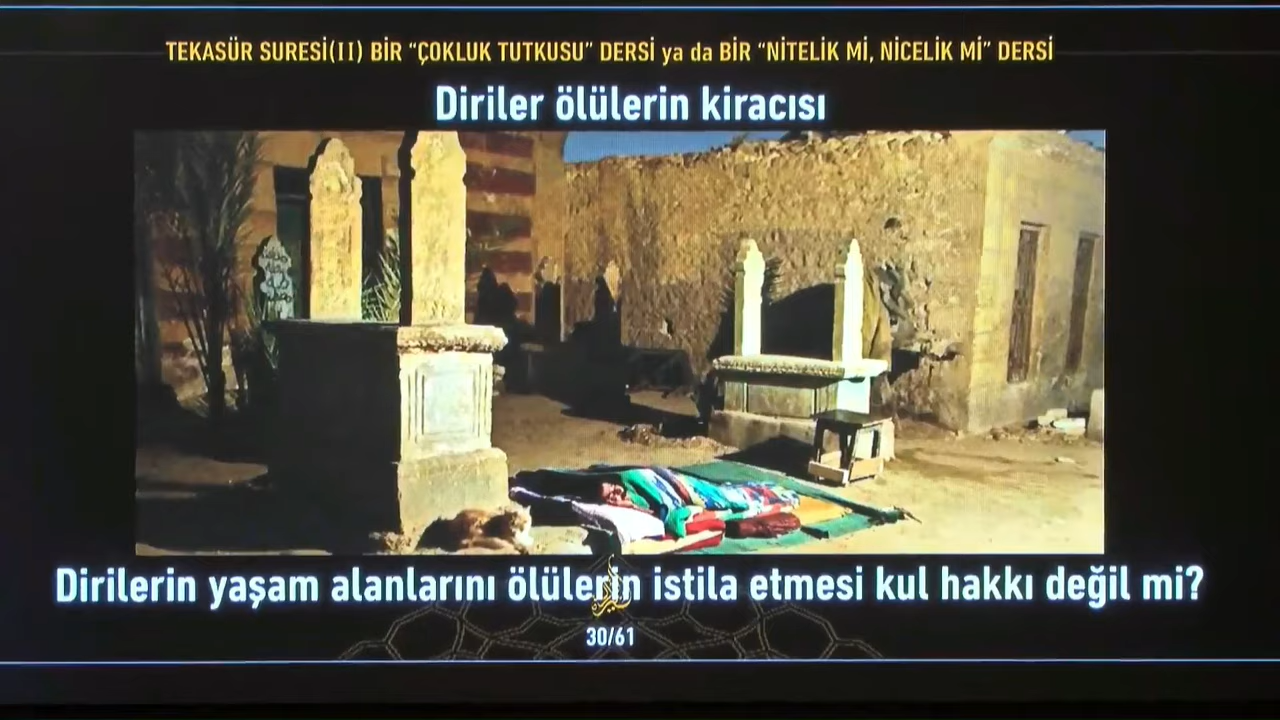 TEKASÜR SURESİ(II) BİR “ÇOKLUK TUTKUSU” DERSİ ya da BİR “NİTELİK Mİ, NİCELİK Mİ” DERSİ
Diriler ölülerin kiracısı
Dirilerin yaşam alanlarını ölülerin istila etmesi kul hakkı değil mi?
30/61